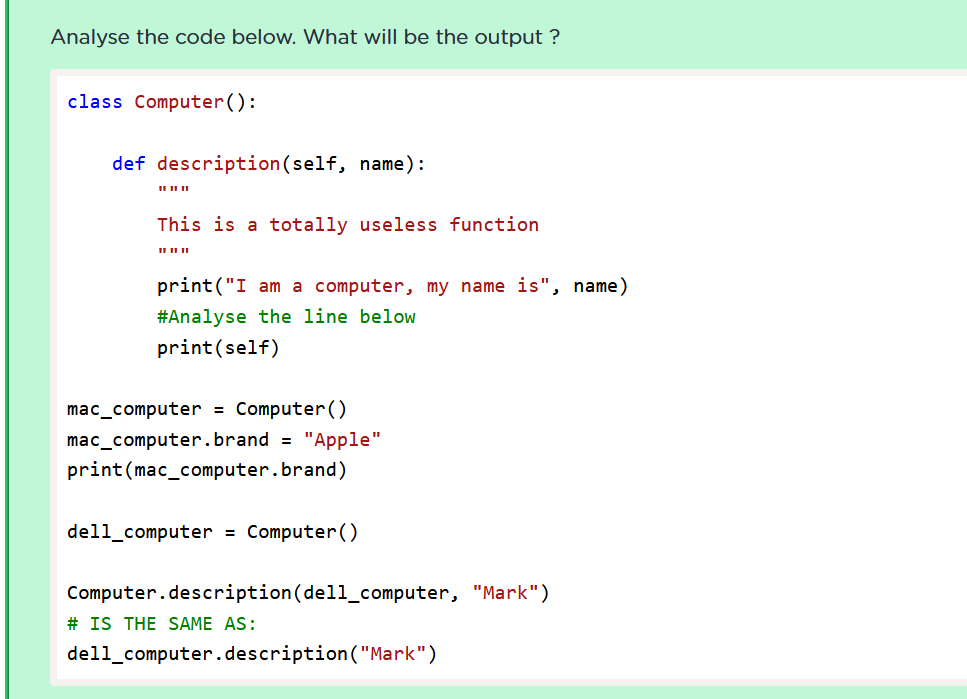 Analyse the code below. What will be the output ?
class Computer():
    def description(self, name):
        """
        This is a totally useless function
        """
        print("I am a computer, my name is", name)
        #Analyse the line below
        print(self)
mac_computer = Computer()
mac_computer.brand = "Apple"
print(mac_computer.brand)
dell_computer = Computer()
Computer.description(dell_computer, "Mark")
# IS THE SAME AS:
dell_computer.description("Mark")